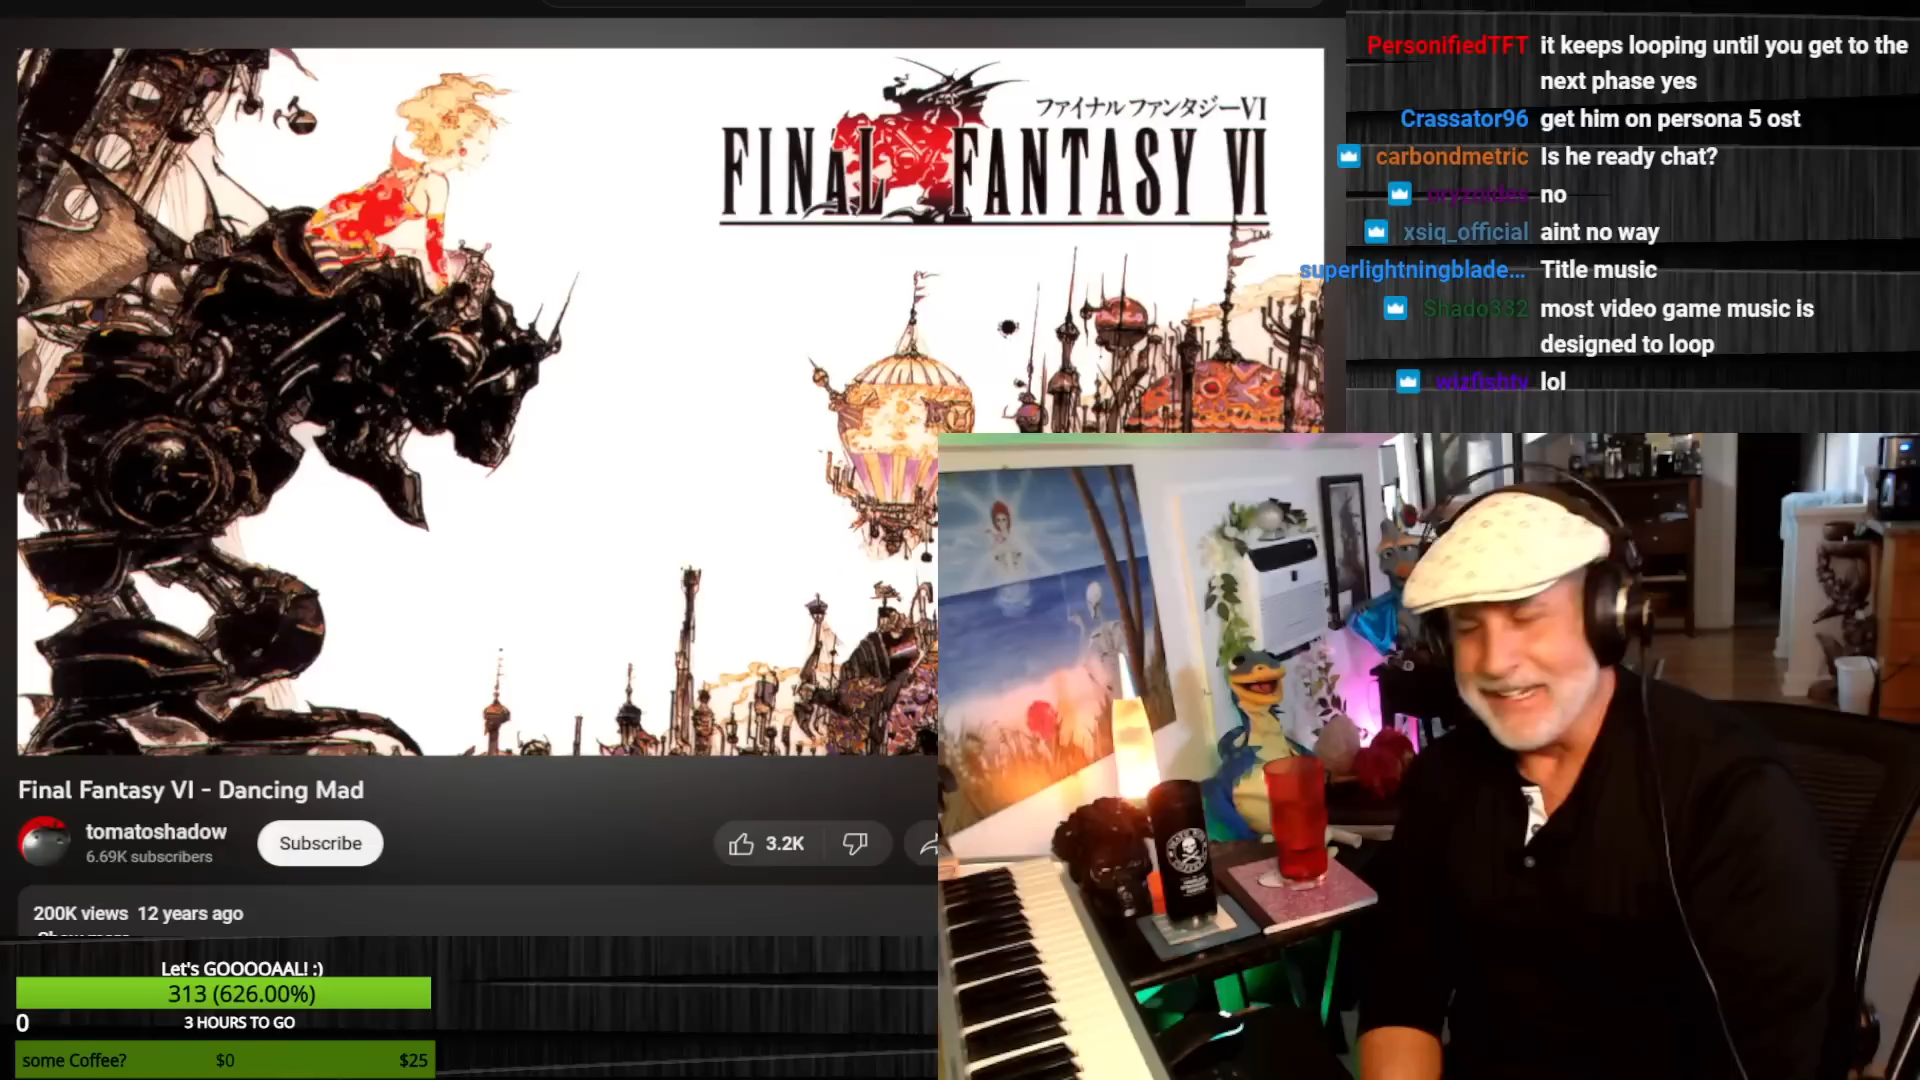 ファイナルファンタジーVI
FINAL FANTASY VI
TM
Final Fantasy VI - Dancing Mad
tomatoshadow
6.69K subscribers
Subscribe
3.2K
200K views 12 years ago
Let's GOOOOAAL! :)
313 (626.00%)
0
3 HOURS TO GO
some Coffee?
$0
$25
PersonifiedTFT it keeps looping until you get to the
next phase yes
Crassator96 get him on persona 5 ost
carbondmetric Is he ready chat?
no
xsiq_official aint no way
superlightningblade... Title music
Shado332 most video game music is
designed to loop
wizfishtv lol